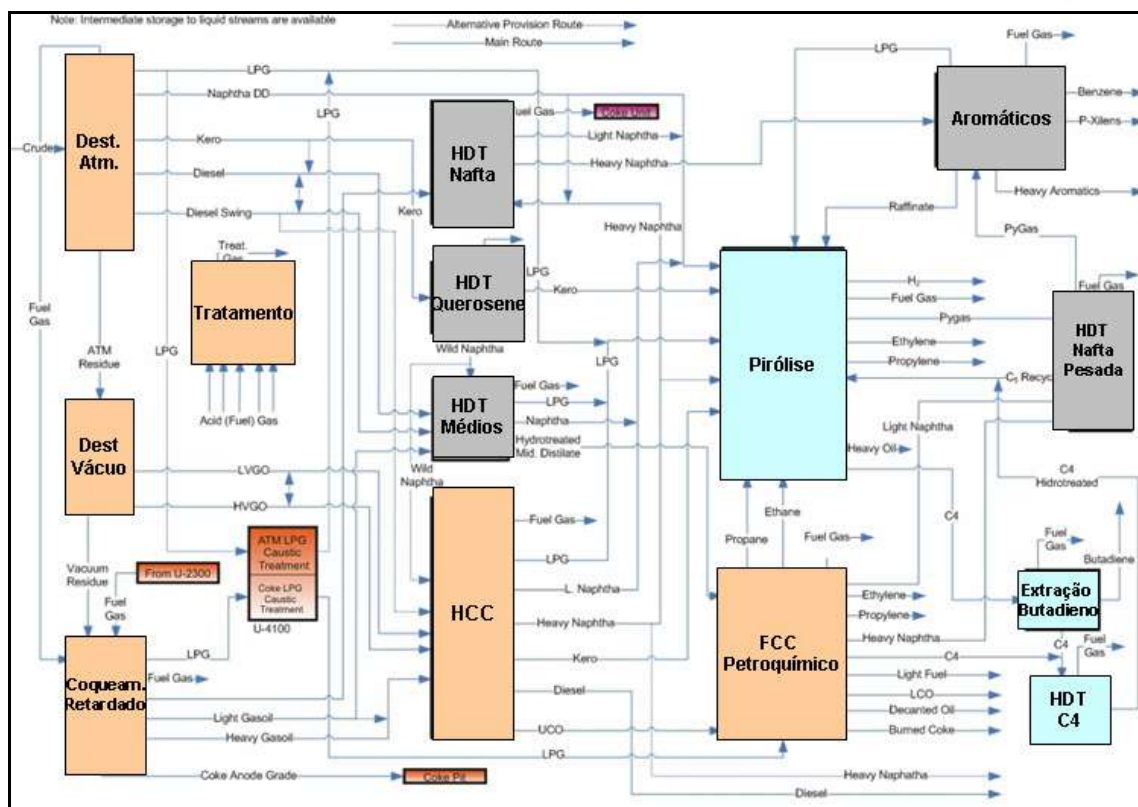 Note: Intermediate storage to liquid streams are available
Alternative Provision Route
Main Route
LPG
Fuel Gas
Dest.
Atm.
LPG
Naphtha DD
LPG
Fuel Gas
Coke Unit
Aromáticos
Benzene
P-Xilens
Crude
Kero
HDT
Nafta
Light Naphtha
Heavy Naphtha
Diesel
Heavy Aromatics
Diesel Swing
Kero
Heavy Naphtha
Raffinate
PyGas
Treat.
Gas
Tratamento
HDT
Querosene
LPG
Kero
Pirólise
H2
Fuel Gas
Pygas
Fuel Gas
HDT
Nafta
Pesada
Fuel
Gas
ATM
Residue
LPG
Wild Naphtha
LPG
Ethylene
Propylene
C5 Recyc
Acid (Fuel) Gas
HDT
Médios
Fuel Gas
LPG
Naphtha
Hydrotreated
Mid. Distilate
Light Naphtha
Heavy Oil
Dest
Vácuo
LVGO
HVGO
Wild
Naphtha
C4
Hidrotreated
C4
Ethane
Propane
HCC
Fuel Gas
LPG
L. Naphtha
Heavy Naphtha
Kero
Diesel
UCO
LPG
Vacuum
Residue
From U-2300
Fuel
Gas
ATM LPG
Caustic
Treatment
Coke LPG
Caustic
Treatment
U-4100
Fuel Gas
Fuel
Gas
Butadiene
Extração
Butadieno
FCC
Petroquímico
Ethylene
Propylene
Heavy Naphtha
C4
C4
Fuel
Gas
Light Fuel
LCO
Decanted Oil
Burned Coke
HDT
C4
Coqueam.
Retardado
LPG
Fuel Gas
Light Gasoil
Heavy Gasoil
Coke Anode Grade
Coke Pit
Heavy Naphatha
Diesel